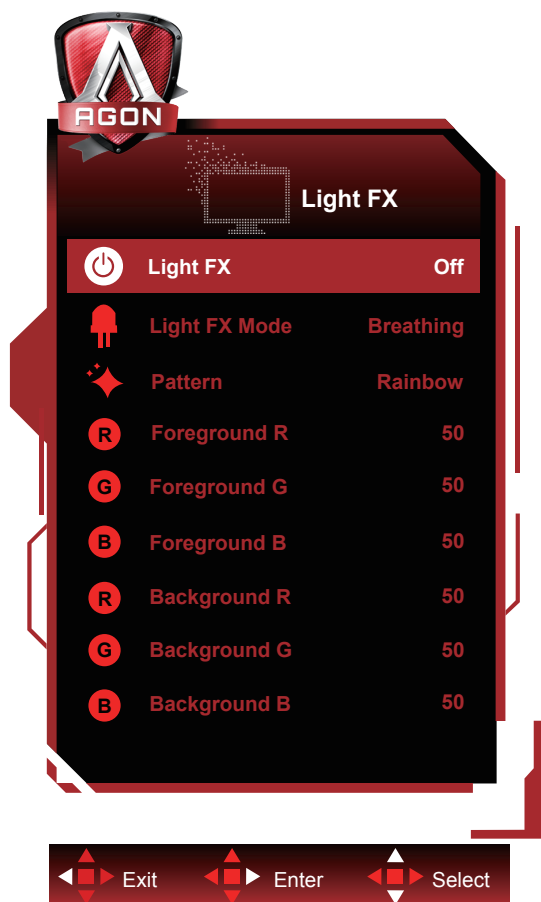 AGON
Light FX
Light FX Off
Light FX Mode Breathing
Pattern Rainbow
R Foreground R 50
G Foreground G 50
B Foreground B 50
R Background R 50
G Background G 50
B Background B 50
Exit Enter Select